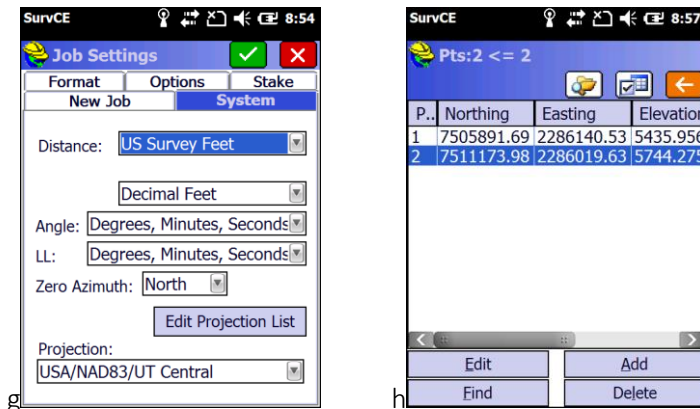 SurvCE 8:54
Job Settings
Format Options Stake
New Job System
Distance: US Survey Feet
Decimal Feet
Angle: Degrees, Minutes, Seconds
LL: Degrees, Minutes, Seconds
Zero Azimuth: North
Edit Projection List
Projection:
USA/NAD83/UT Central
g
SurvCE 8:57
Pts:2 <= 2
P.. Northing Easting Elevation
1 7505891.69 2286140.53 5435.956
2 7511173.98 2286019.63 5744.275
Edit Add
Find Delete
h